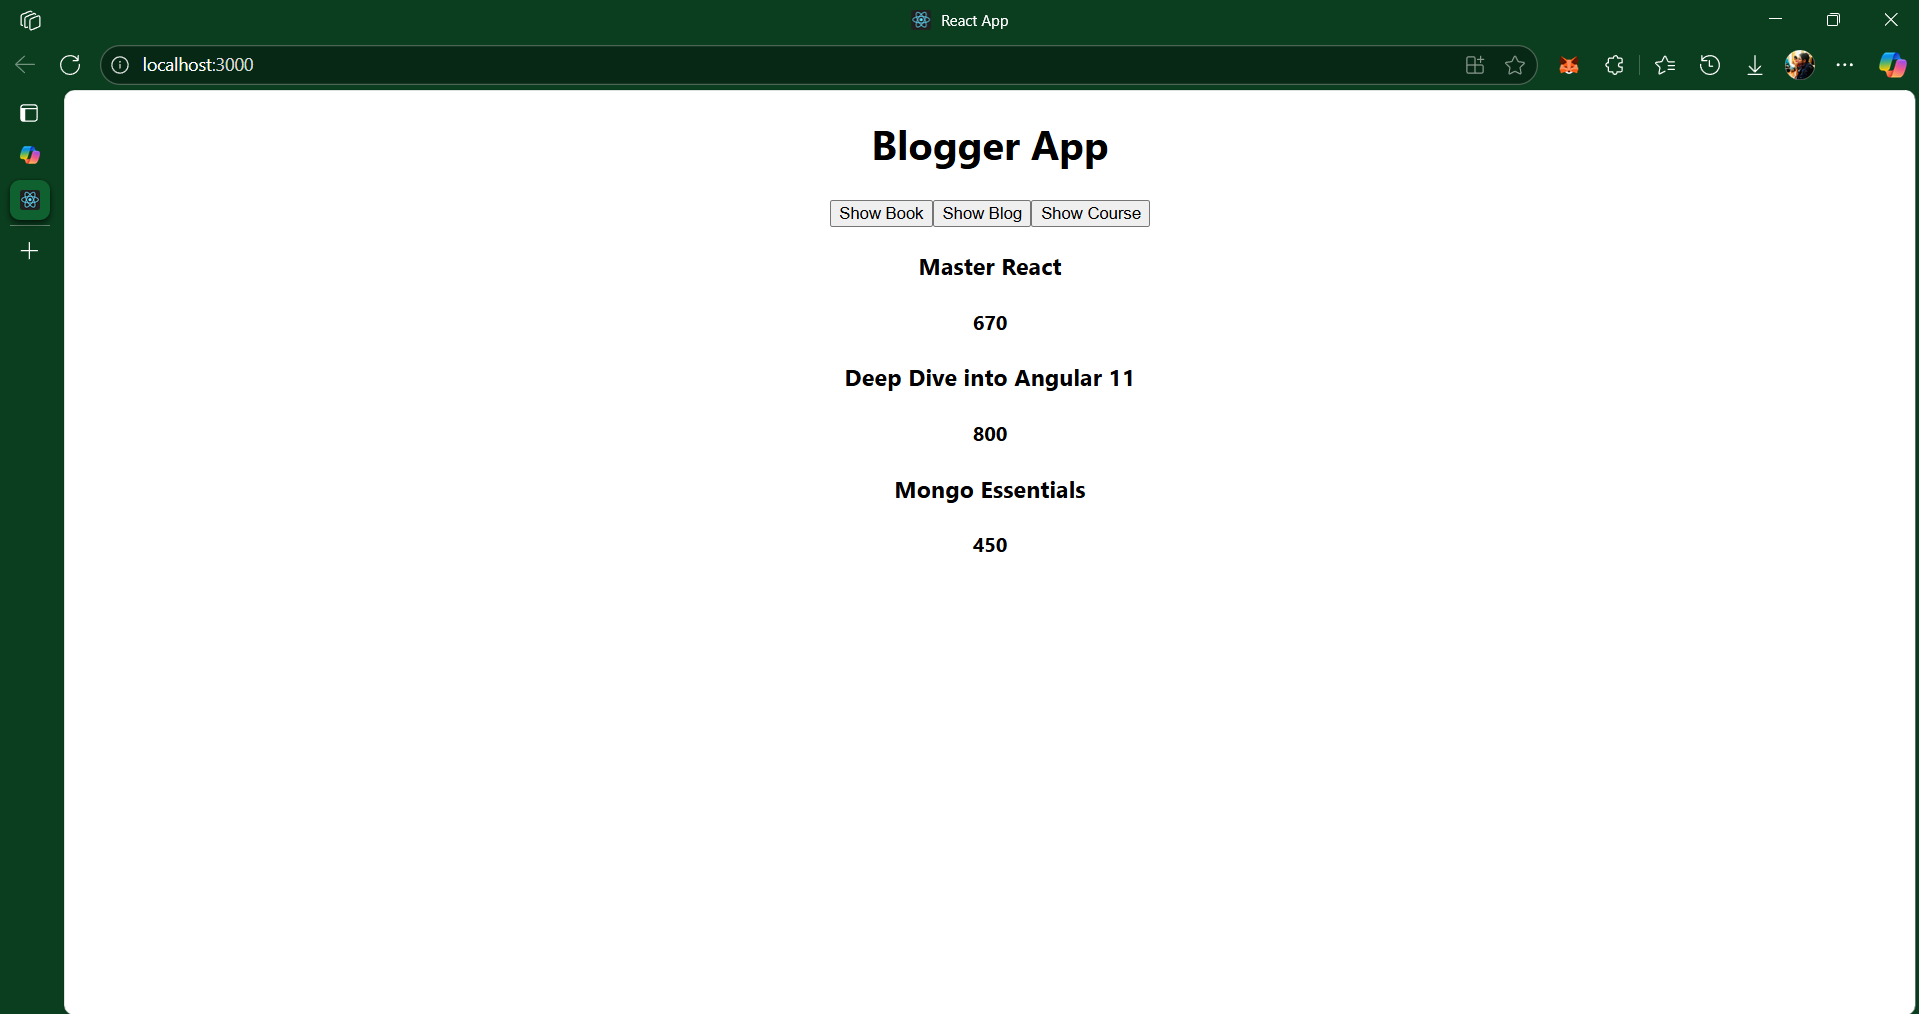 React App
localhost:3000
Blogger App
Show Book Show Blog Show Course
Master React
670
Deep Dive into Angular 11
800
Mongo Essentials
450